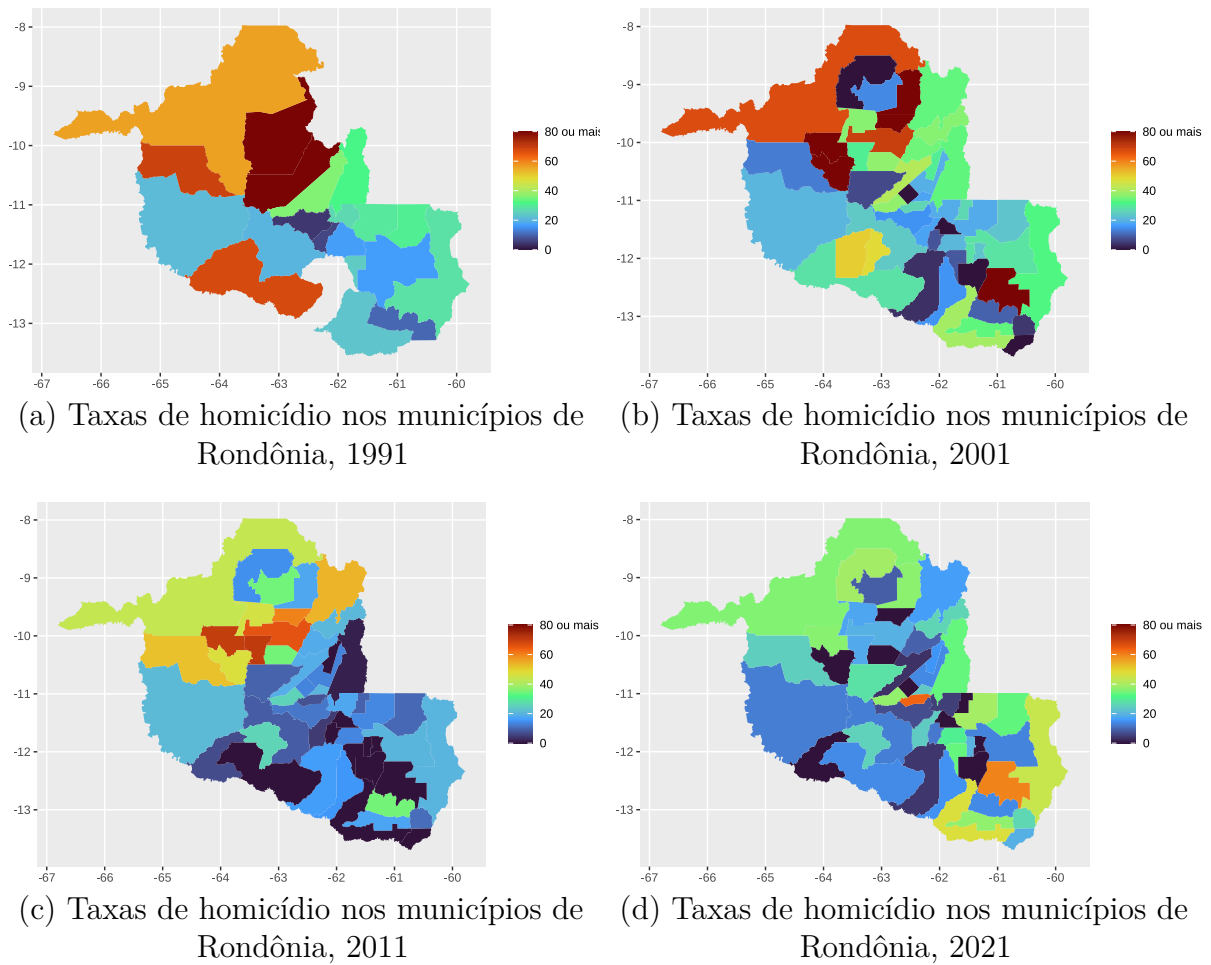 -8
-9
-10
-11
-12
-13
-67 -66 -65 -64 -63 -62 -61 -60
80 ou mais
60
40
20
0
(a) Taxas de homicídio nos municípios de
Rondônia, 1991
-8
-9
-10
-11
-12
-13
-67 -66 -65 -64 -63 -62 -61 -60
80 ou mais
60
40
20
0
(b) Taxas de homicídio nos municípios de
Rondônia, 2001
-8
-9
-10
-11
-12
-13
-67 -66 -65 -64 -63 -62 -61 -60
80 ou mais
60
40
20
0
(c) Taxas de homicídio nos municípios de
Rondônia, 2011
-8
-9
-10
-11
-12
-13
-67 -66 -65 -64 -63 -62 -61 -60
80 ou mais
60
40
20
0
(d) Taxas de homicídio nos municípios de
Rondônia, 2021